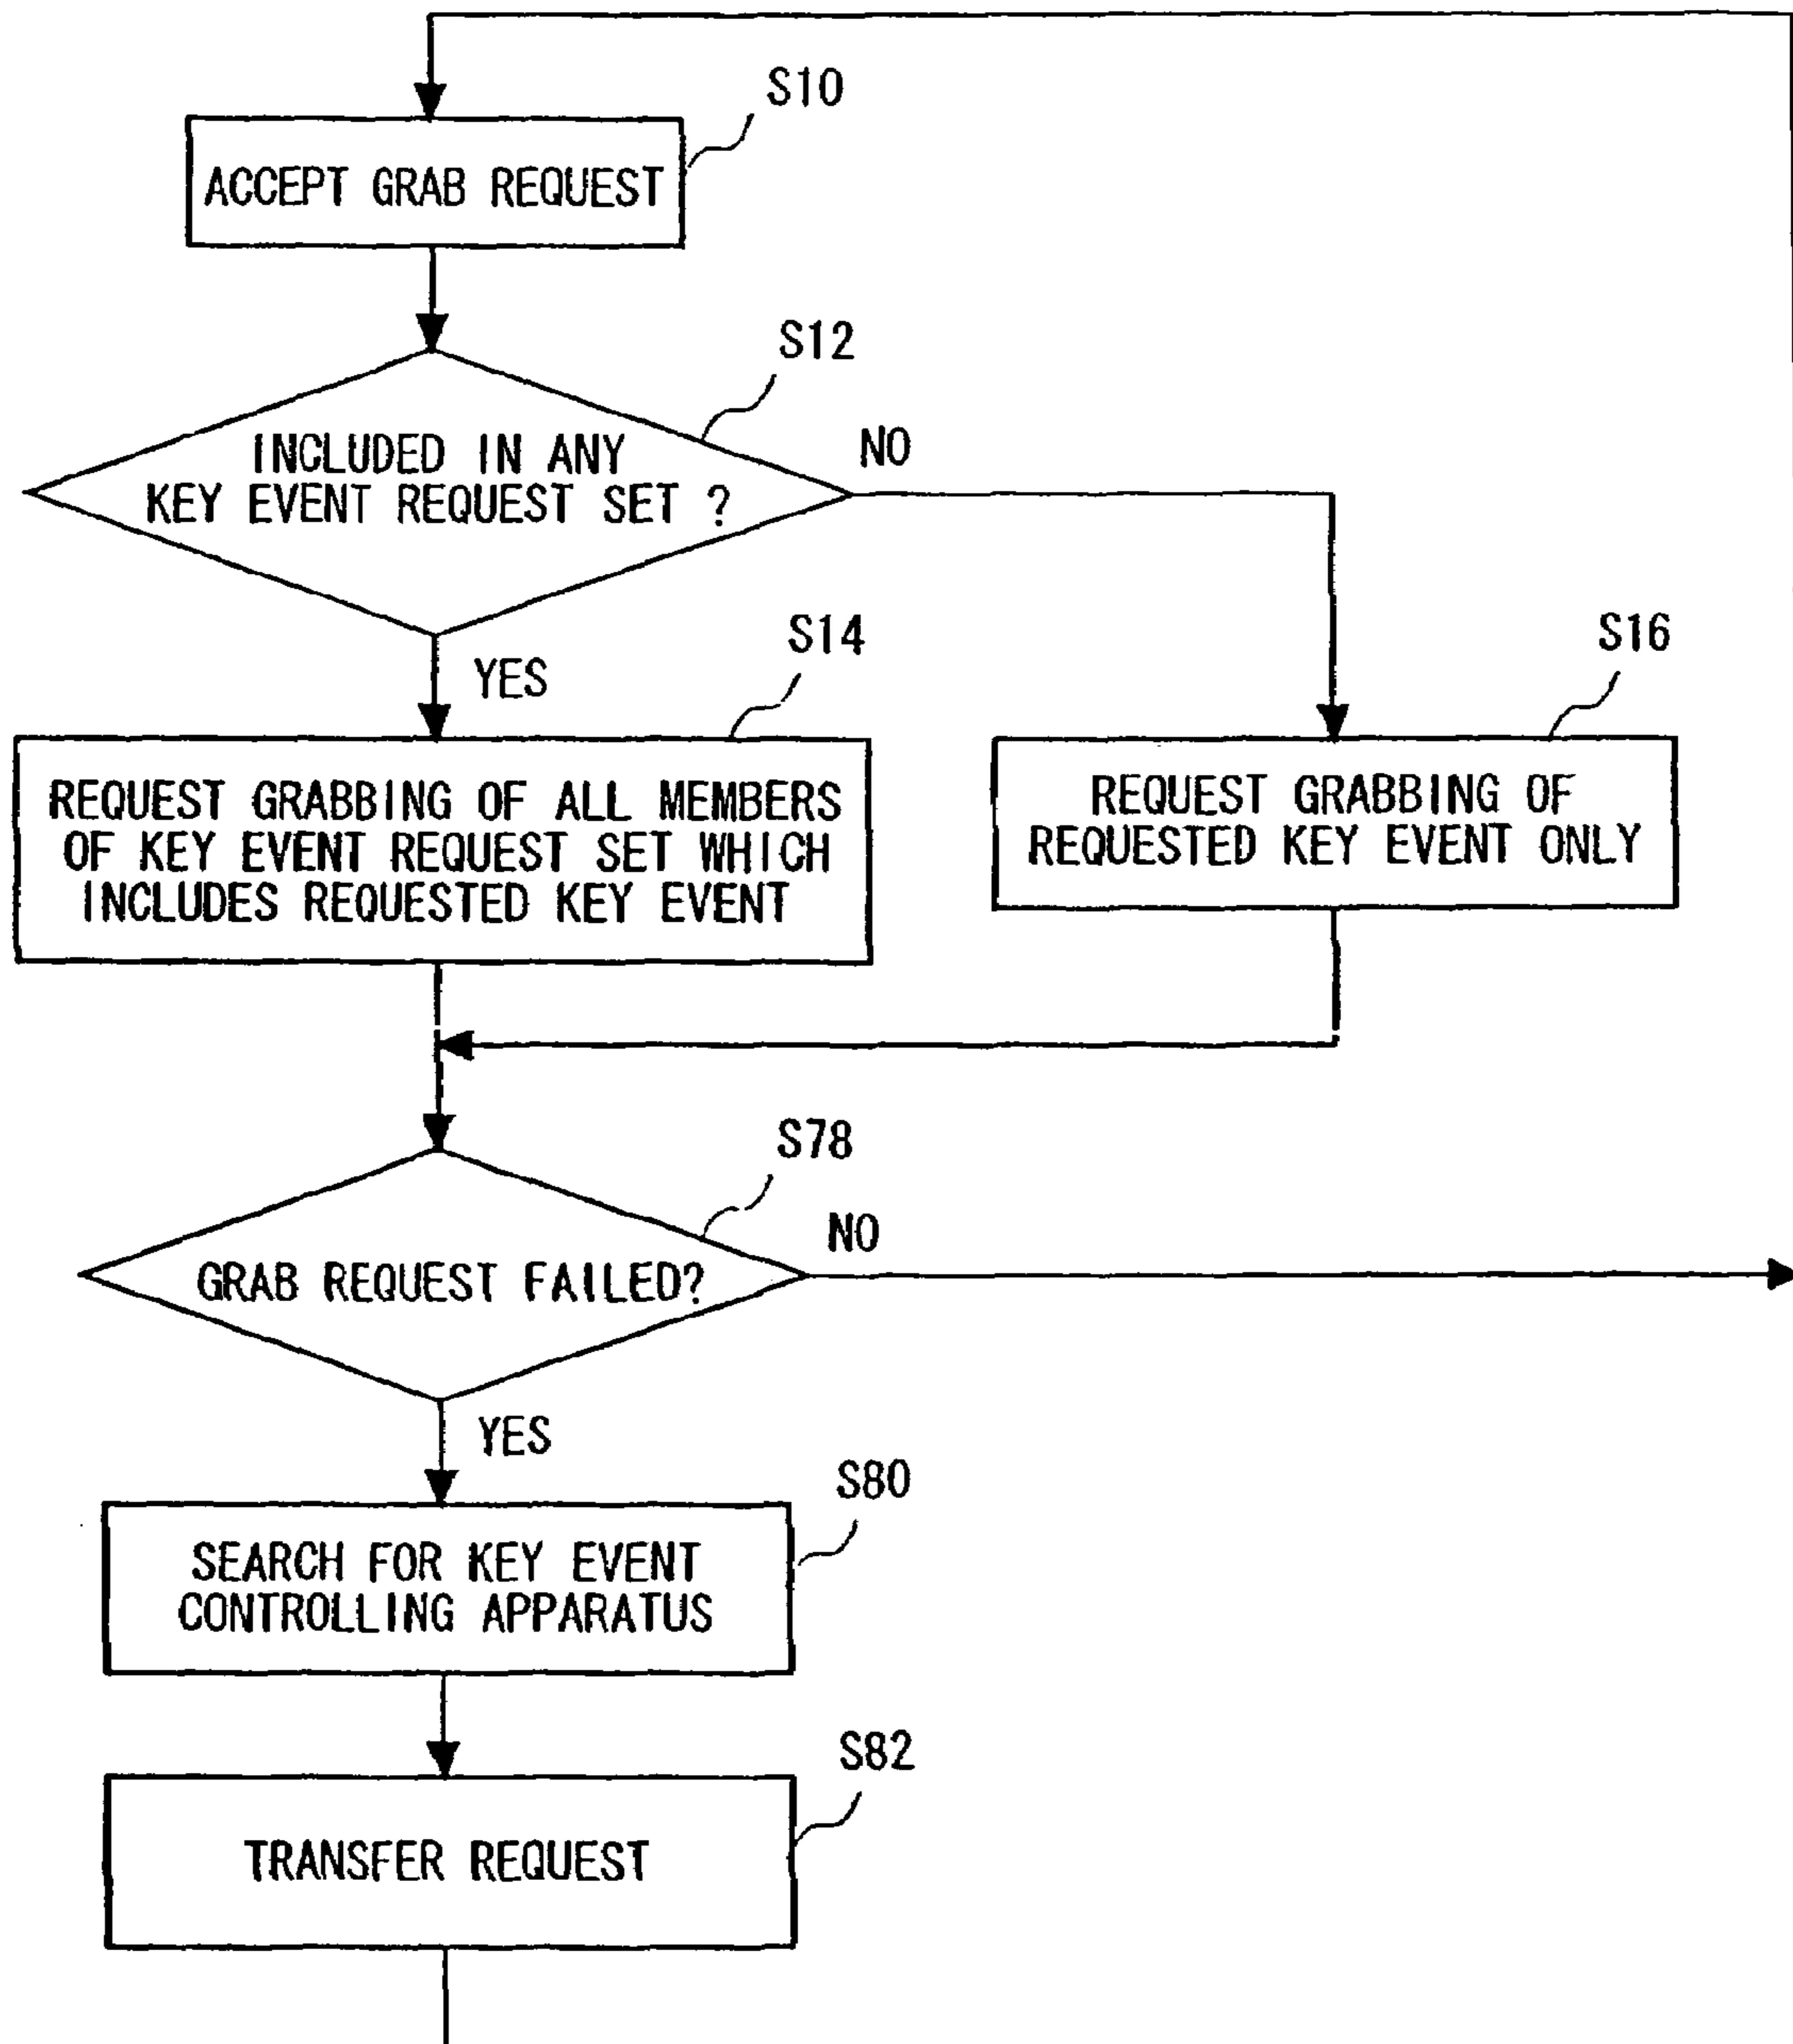 S10
ACCEPT GRAB REQUEST
S12
INCLUDED IN ANY
KEY EVENT REQUEST SET ?
NO
YES
S14
REQUEST GRABBING OF ALL MEMBERS
OF KEY EVENT REQUEST SET WHICH
INCLUDES REQUESTED KEY EVENT
S16
REQUEST GRABBING OF
REQUESTED KEY EVENT ONLY
S78
GRAB REQUEST FAILED?
NO
YES
S80
SEARCH FOR KEY EVENT
CONTROLLING APPARATUS
S82
TRANSFER REQUEST